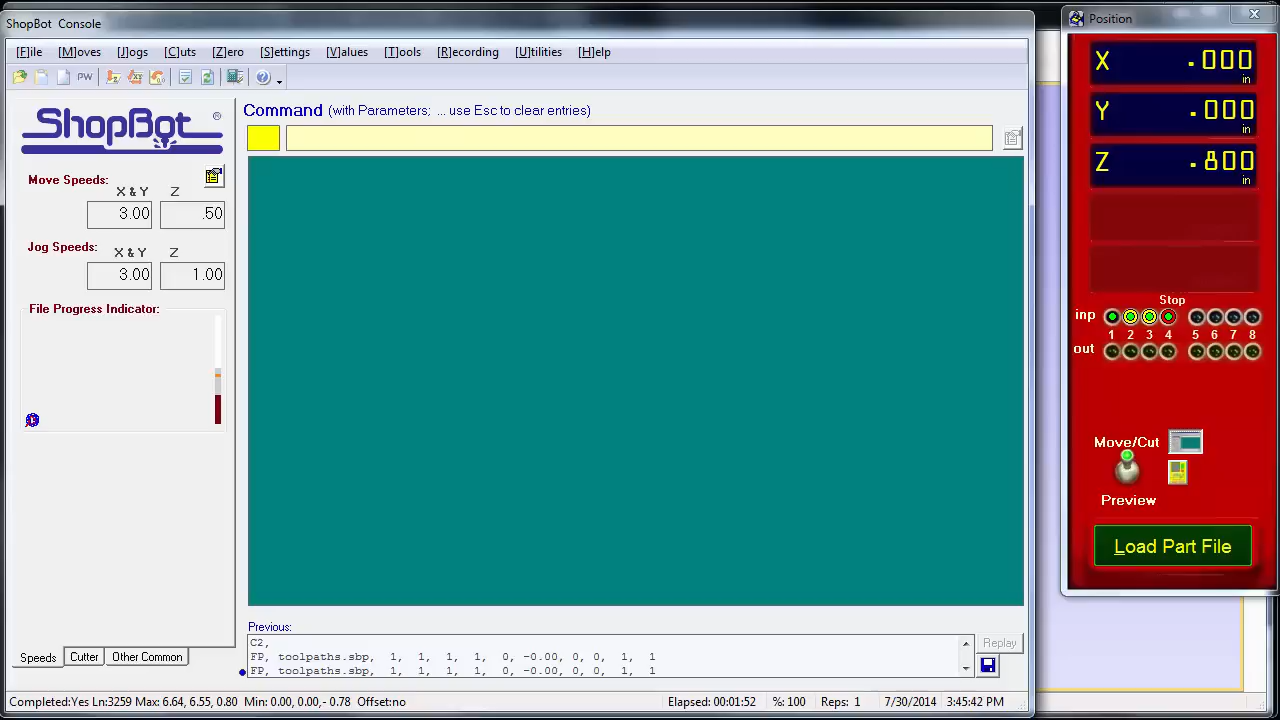 ShopBot Console
[F]ile [M]oves [J]ogs [C]uts [Z]ero [S]ettings [V]alues [T]ools [R]ecording [U]tilities [H]elp
PW
ShopBot ®
Command (with Parameters; ... use Esc to clear entries)
Move Speeds:
X & Y Z
3.00 .50
Jog Speeds:
X & Y Z
3.00 1.00
File Progress Indicator:
Speeds Cutter Other Common
Previous:
C2,
FP, toolpaths.sbp, 1, 1, 1, 1, 0, -0.00, 0, 0, 1, 1
FP, toolpaths.sbp, 1, 1, 1, 1, 0, -0.00, 0, 0, 1, 1
Replay
Completed:Yes Ln:3259 Max: 6.64, 6.55, 0.80 Min: 0.00, 0.00,- 0.78 Offset:no Elapsed: 00:01:52 %: 100 Reps: 1 7/30/2014 3:45:42 PM
Position
X .000
in
Y .000
in
Z .800
in
Stop
inp
1 2 3 4 5 6 7 8
out
Move/Cut
Preview
Load Part File